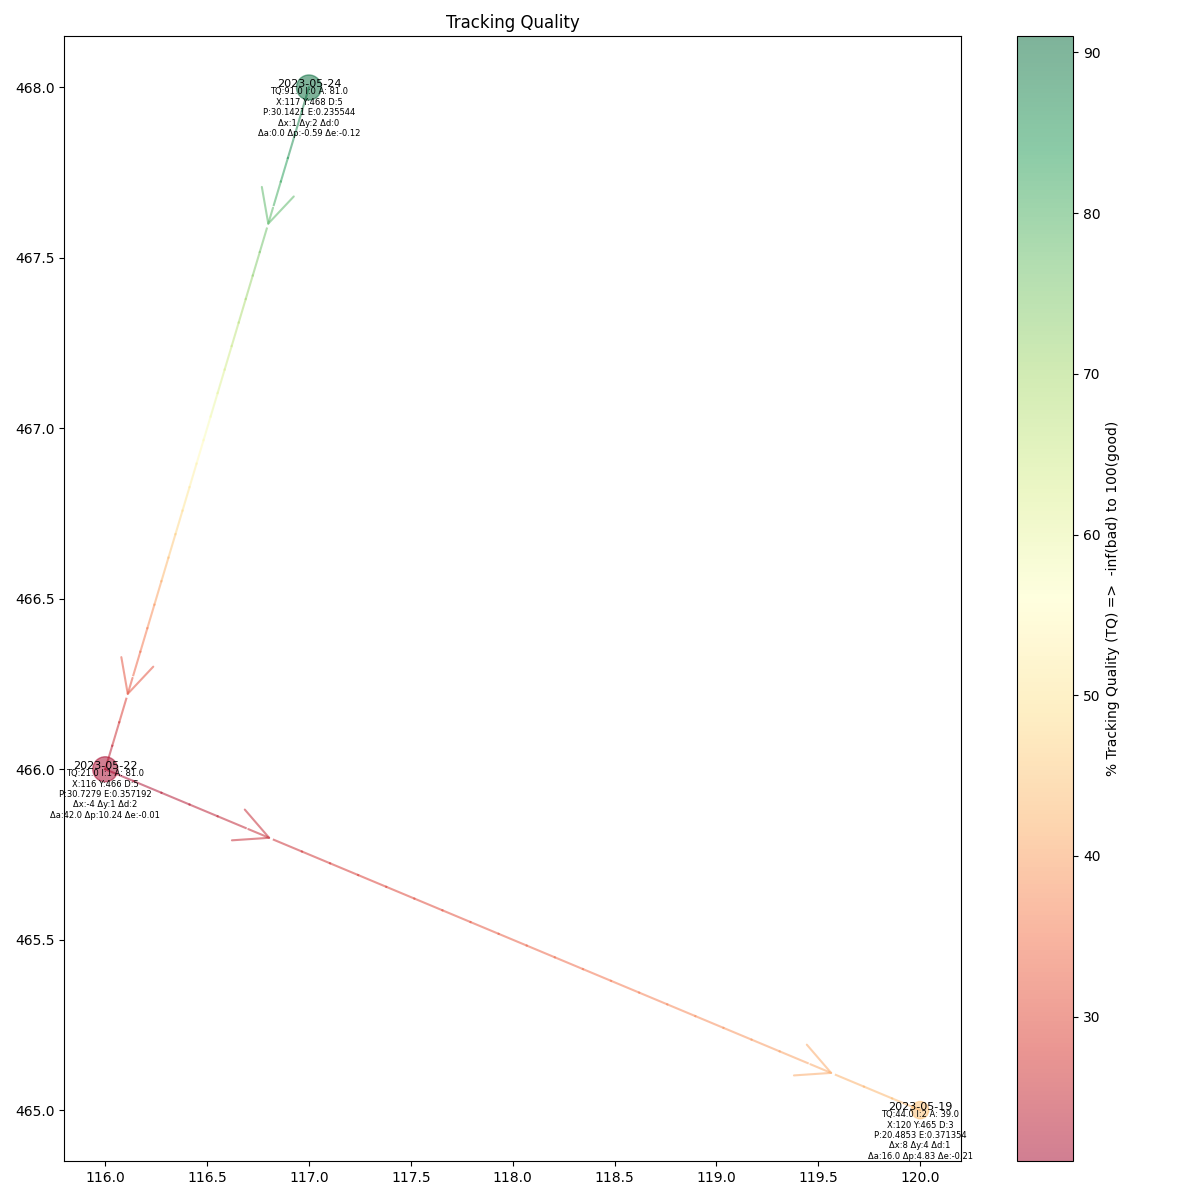 Tracking Quality
468.0
467.5
467.0
466.5
466.0
465.5
465.0
2023-05-24
TQ:91.0 I:0 A: 81.0
X:117 Y:468 D:5
P:30.1421 E:0.235544
Δx:1 Δy:2 Δd:0
Δa:0.0 Δp:-0.59 Δe:-0.12
2023-05-22
TQ:21.0 I:1 A: 81.0
X:116 Y:466 D:5
P:30.7279 E:0.357192
Δx:-4 Δy:1 Δd:2
Δa:42.0 Δp:10.24 Δe:-0.01
2023-05-19
TQ:44.0 I:2 A: 39.0
X:120 Y:465 D:3
P:20.4853 E:0.371354
Δx:8 Δy:4 Δd:1
Δa:16.0 Δp:4.83 Δe:-0.21
116.0 116.5 117.0 117.5 118.0 118.5 119.0 119.5 120.0
90
80
70
60
50
40
30
% Tracking Quality (TQ) => -inf(bad) to 100(good)